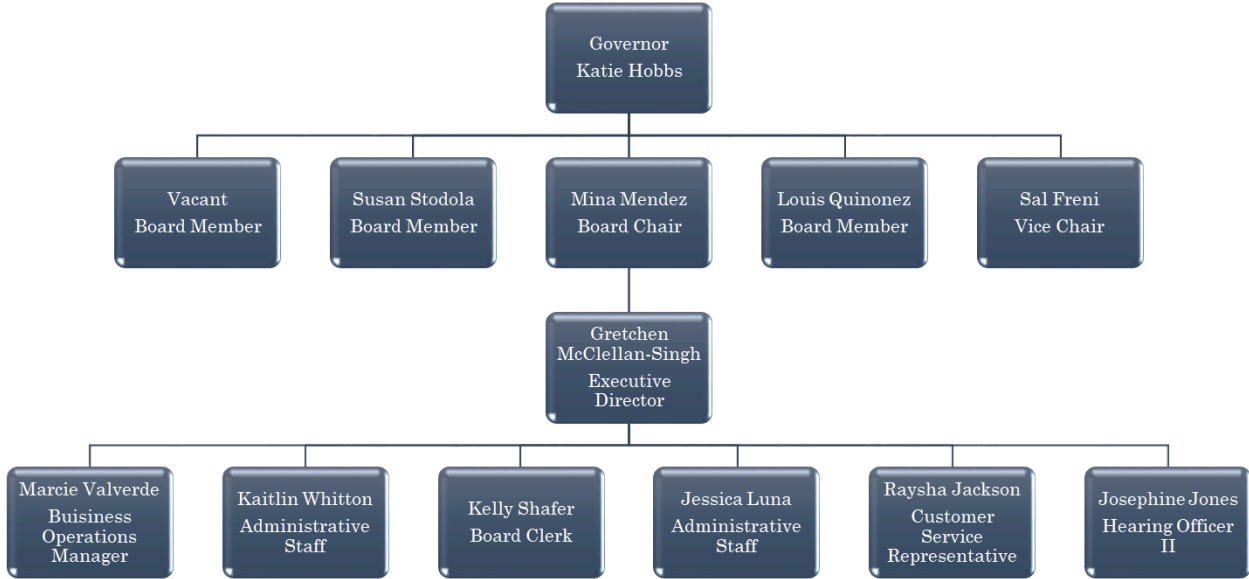 Governor
Katie Hobbs
Vacant
Board Member
Susan Stodola
Board Member
Mina Mendez
Board Chair
Louis Quinonez
Board Member
Sal Freni
Vice Chair
Gretchen
McClellan-Singh
Executive
Director
Marcie Valverde
Buisiness
Operations
Manager
Kaitlin Whitton
Administrative
Staff
Kelly Shafer
Board Clerk
Jessica Luna
Administrative
Staff
Raysha Jackson
Customer
Service
Representative
Josephine Jones
Hearing Officer
II